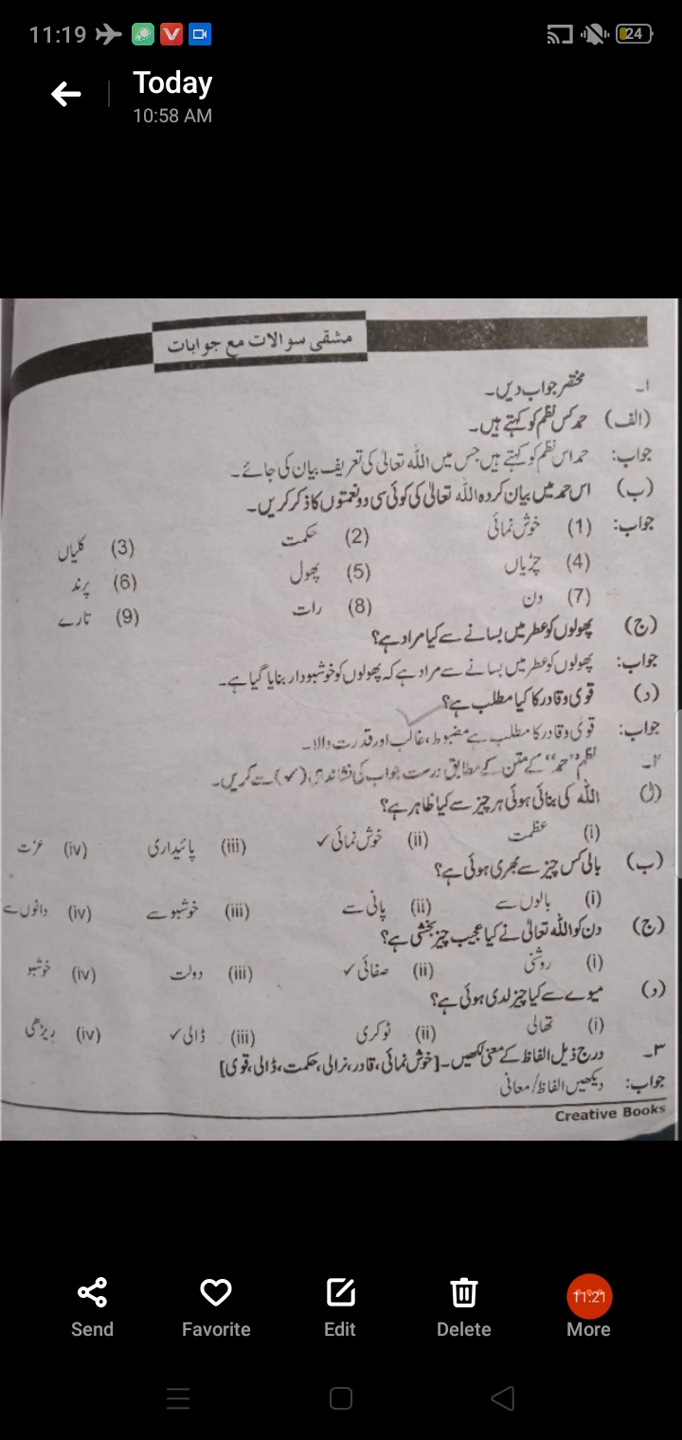 11:19 24
Today
10:58 AM
مشقی سوالات مع جوابات
۱۔ مختصر جواب دیں۔
(الف) حمد کس نظم کو کہتے ہیں۔
جواب: حمد اس نظم کو کہتے ہیں جس میں اللہ تعالیٰ کی تعریف بیان کی جائے۔
(ب) اس حمد میں بیان کردہ اللہ تعالیٰ کی کوئی سی دو نعمتوں کا ذکر کریں۔
جواب: (1) خوش نمائی (2) حکمت (3) کلیاں
(4) چڑیاں (5) پھول (6) پرند
(7) دن (8) رات (9) تارے
(ج) پھولوں کو عطر میں بسانے سے کیا مراد ہے؟
جواب: پھولوں کو عطر میں بسانے سے مراد ہے کہ پھولوں کو خوشبودار بنایا گیا ہے۔
(د) قوی و قادر کا کیا مطلب ہے؟
جواب: قوی و قادر کا مطلب ہے مضبوط، غالب اور قدرت والا۔
۲۔ نظم "حمد" کے متن کے مطابق درست جواب کی نشاندہی (✓) سے کریں۔
اللہ کی بنائی ہوئی ہر چیز سے کیا ظاہر ہے؟
(i) عظمت (ii) خوش نمائی ✓ (iii) پائیداری (iv) عزت
(ب) بالی کس چیز سے بھری ہوئی ہے؟
(i) بالوں سے (ii) پانی سے (iii) خوشبو سے (iv) دانوں سے
(ج) دن کو اللہ تعالیٰ نے کیا عجیب چیز بخشی ہے؟
(i) روشنی (ii) صفائی ✓ (iii) دولت (iv) خوشبو
(د) میوے سے کیا چیز لدی ہوئی ہے؟
(i) تھالی (ii) ٹوکری (iii) ڈالی ✓ (iv) ریڑھی
۳۔ درج ذیل الفاظ کے معنی لکھیں۔ [خوش نمائی، قادر، نرالی، حکمت، ڈالی، قوی]
جواب: دیکھیں الفاظ/معانی
Creative Books
11:21
Send Favorite Edit Delete More